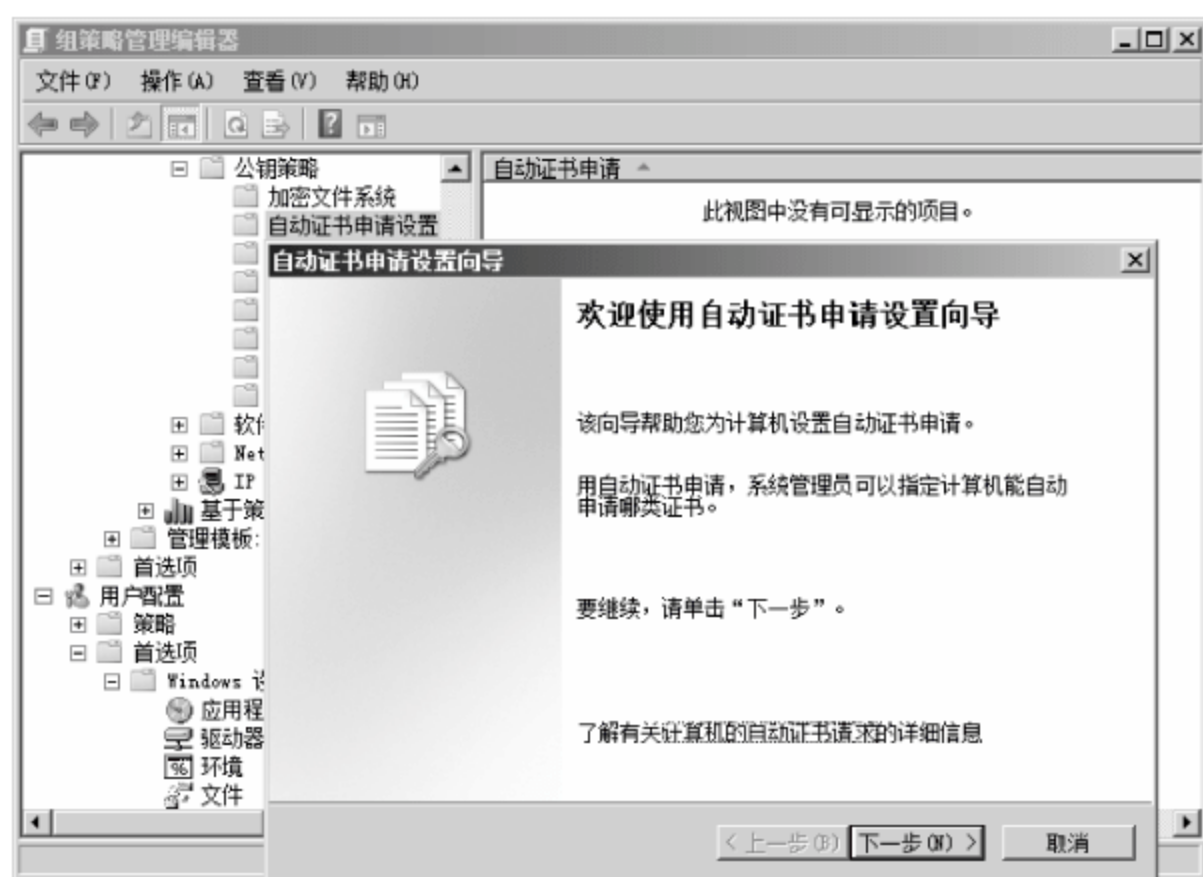 组策略管理编辑器
文件(F) 操作(A) 查看(V) 帮助(H)
公钥策略
加密文件系统
自动证书申请设置
软件
Net
IP
基于策
管理模板:
首选项
用户配置
策略
首选项
Windows 设
应用程
驱动器
环境
文件
自动证书申请
此视图中没有可显示的项目。
自动证书申请设置向导
欢迎使用自动证书申请设置向导
该向导帮助您为计算机设置自动证书申请。
用自动证书申请，系统管理员可以指定计算机能自动
申请哪类证书。
要继续，请单击“下一步”。
了解有关计算机的自动证书请求的详细信息
< 上一步(B) 下一步(N) > 取消